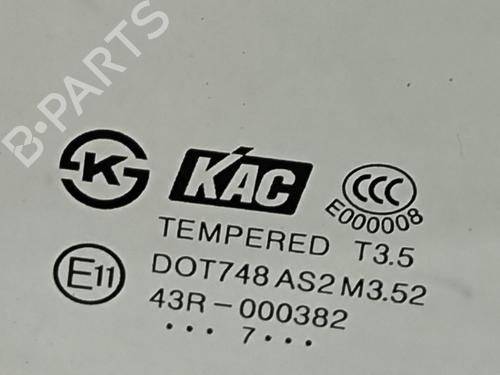 B-PARTS
K
KAC
CCC
E000008
TEMPERED T3.5
E11
DOT748 AS2 M3.52
43R-000382
••• 7 •••